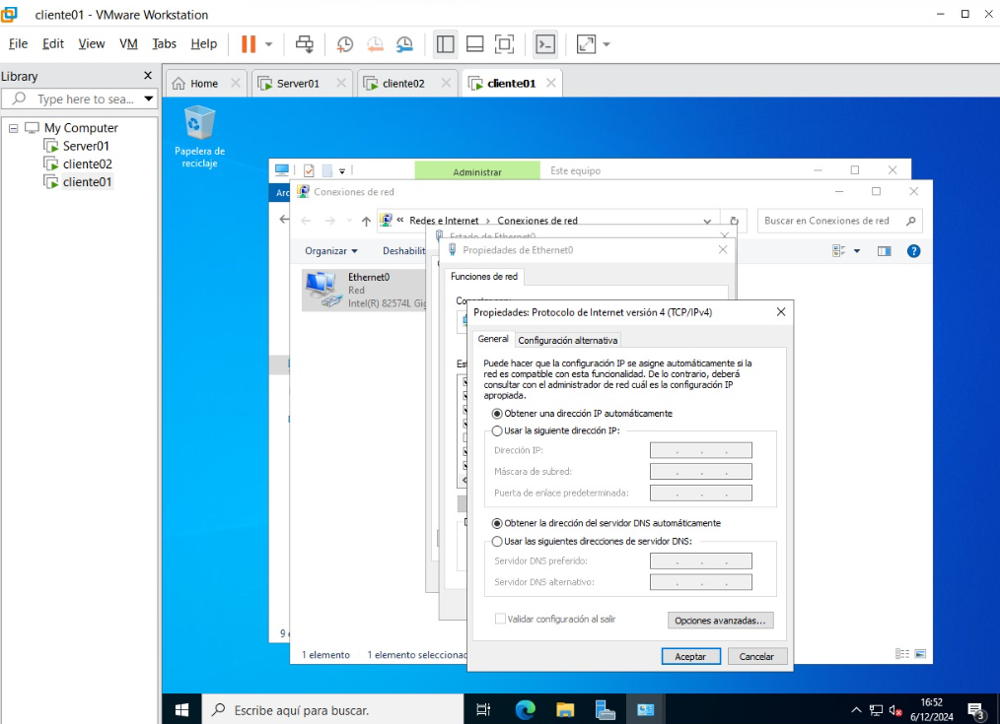 cliente01 - VMware Workstation
File Edit View VM Tabs Help
Library
Type here to sea...
Home
Server01
cliente02
cliente01
My Computer
Server01
cliente02
cliente01
Papelera de
reciclaje
Administrar
Este equipo
Arc
Conexiones de red
« Redes e Internet > Conexiones de red
Buscar en Conexiones de red
Organizar
Deshabilit
Estado de Ethernet0
Propiedades de Ethernet0
Ethernet0
Red
Intel(R) 82574L Gig
Funciones de red
Propiedades: Protocolo de Internet versión 4 (TCP/IPv4)
General
Configuración alternativa
Puede hacer que la configuración IP se asigne automáticamente si la
red es compatible con esta funcionalidad. De lo contrario, deberá
consultar con el administrador de red cuál es la configuración IP
apropiada.
Obtener una dirección IP automáticamente
Usar la siguiente dirección IP:
Dirección IP:
Máscara de subred:
Puerta de enlace predeterminada:
Obtener la dirección del servidor DNS automáticamente
Usar las siguientes direcciones de servidor DNS:
Servidor DNS preferido:
Servidor DNS alternativo:
Validar configuración al salir
Opciones avanzadas...
Aceptar
Cancelar
1 elemento
1 elemento seleccionad
Escribe aquí para buscar.
16:52
6/12/2024
3